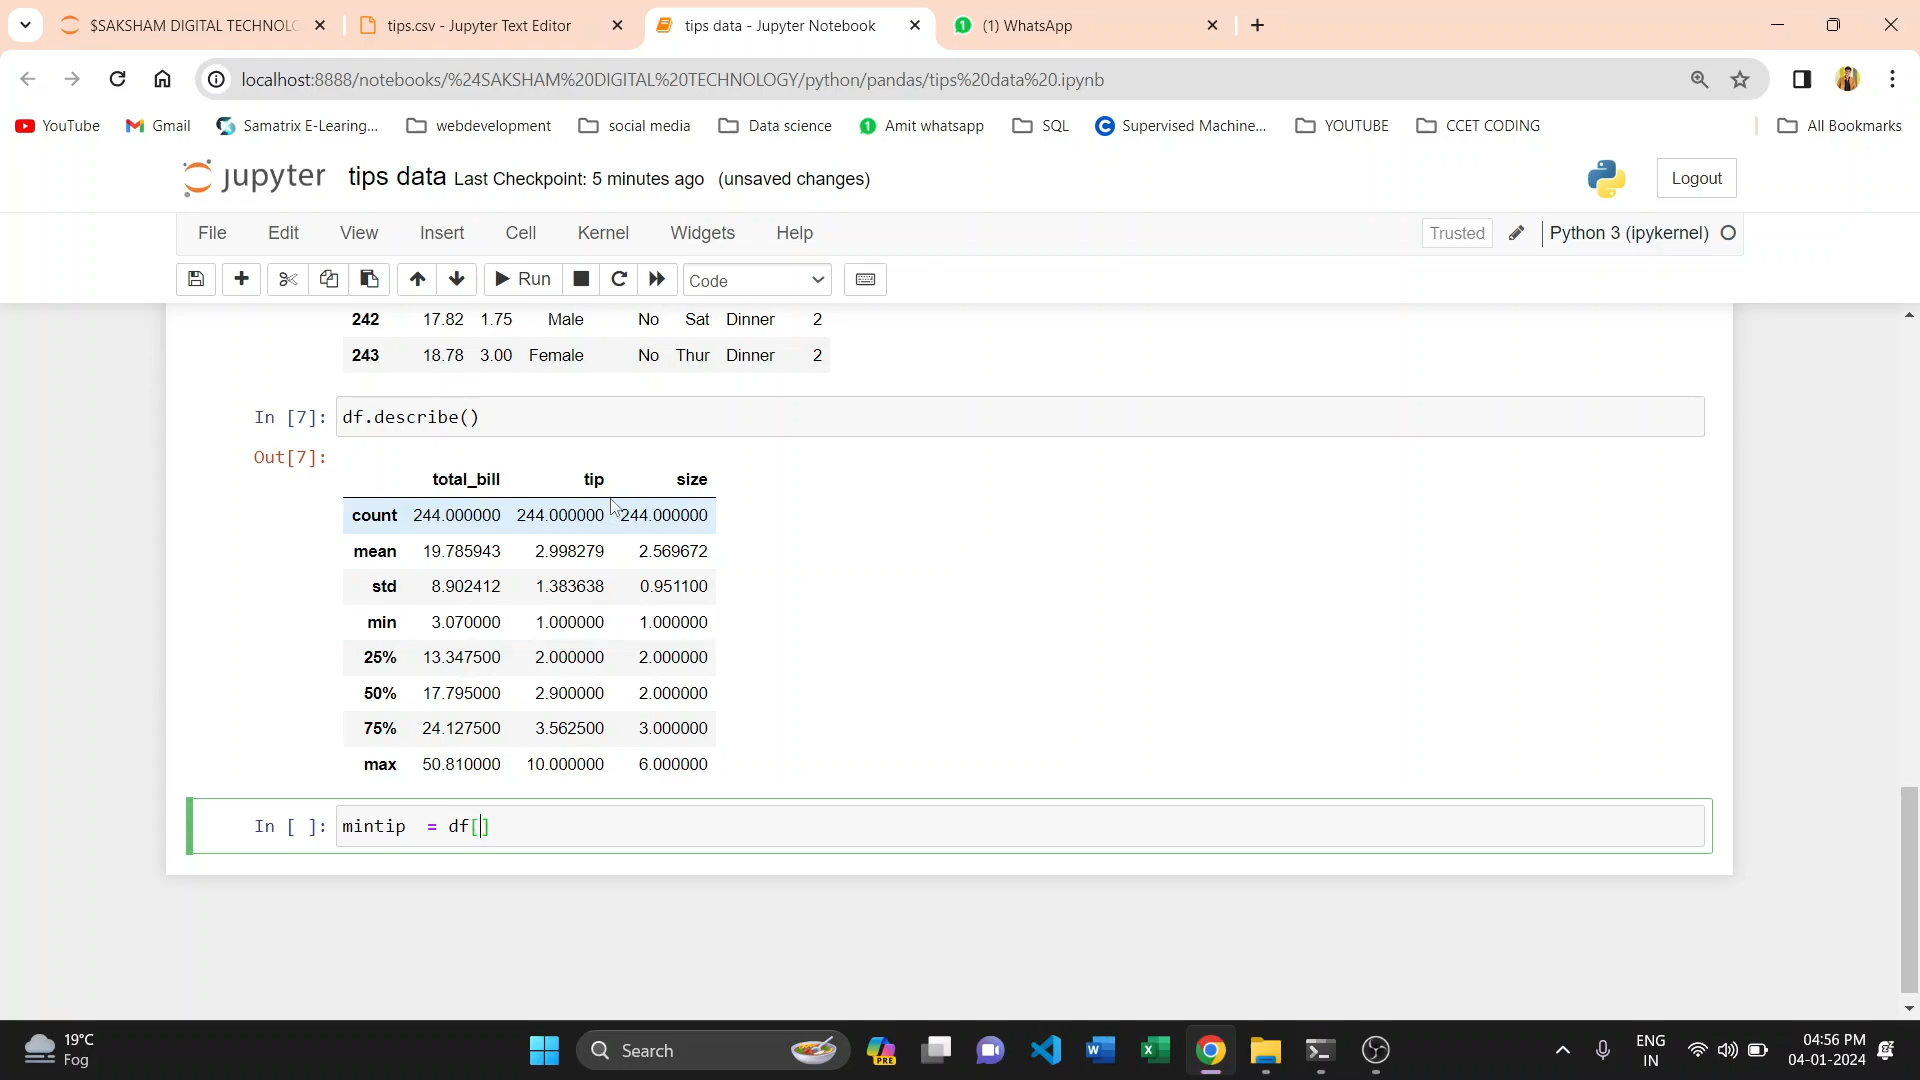 $SAKSHAM DIGITAL TECHNOLO
tips.csv - Jupyter Text Editor
tips data - Jupyter Notebook
(1) WhatsApp
localhost:8888/notebooks/%24SAKSHAM%20DIGITAL%20TECHNOLOGY/python/pandas/tips%20data%20.ipynb
YouTube Gmail Samatrix E-Learing... webdevelopment social media Data science Amit whatsapp SQL Supervised Machine... YOUTUBE CCET CODING All Bookmarks
jupyter tips data Last Checkpoint: 5 minutes ago (unsaved changes) Logout
File Edit View Insert Cell Kernel Widgets Help Trusted Python 3 (ipykernel)
Run Code
242 17.82 1.75 Male No Sat Dinner 2
243 18.78 3.00 Female No Thur Dinner 2
In [7]: df.describe()
Out[7]:
total_bill tip size
count 244.000000 244.000000 244.000000
mean 19.785943 2.998279 2.569672
std 8.902412 1.383638 0.951100
min 3.070000 1.000000 1.000000
25% 13.347500 2.000000 2.000000
50% 17.795000 2.900000 2.000000
75% 24.127500 3.562500 3.000000
max 50.810000 10.000000 6.000000
In [ ]: mintip  = df[]
19°C
Fog
Search
PRE
ENG
IN
04:56 PM
04-01-2024